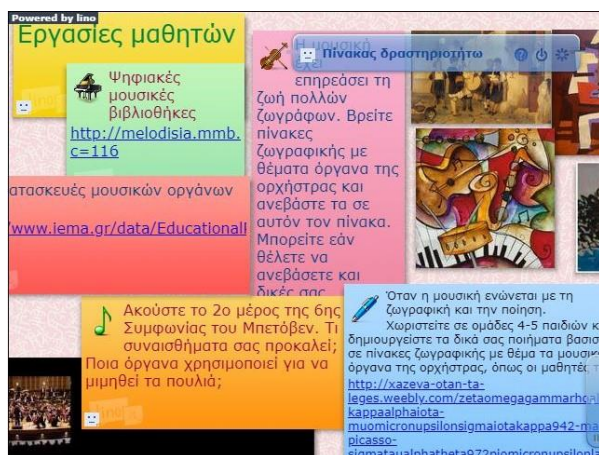 Powered by lino
Εργασίες μαθητών
Ψηφιακές
μουσικές
βιβλιοθήκες
http://melodisia.mmb.
c=116
ατασκευές μουσικών οργάνων
/www.iema.gr/data/Educationall
Η μουσική
έχει
επηρεάσει τη
ζωή πολλών
ζωγράφων. Βρείτε
πίνακες
ζωγραφικής με
θέματα όργανα της
ορχήστρας και
ανεβάστε τα σε
αυτόν τον πίνακα.
Μπορείτε εάν
θέλετε να
ανεβάσετε και
δικές σας
Πίνακας δραστηριοτήτω
Ακούστε το 2ο μέρος της 6ης
Συμφωνίας του Μπετόβεν. Τι
συναισθήματα σας προκαλεί;
Ποια όργανα χρησιμοποιεί για να
μιμηθεί τα πουλιά;
Όταν η μουσική ενώνεται με τη
ζωγραφική και την ποίηση.
Χωριστείτε σε ομάδες 4-5 παιδιών κ
δημιουργείστε τα δικά σας ποιήματα βασισ
σε πίνακες ζωγραφικής με θέμα τα μουσικ
όργανα της ορχήστρας, όπως οι μαθητές τ
http://xazeva-otan-ta-
leges.weebly.com/zetaomegagammarho
kappaalphaiota-
muomicronupsilonsigmaiotakappa942-ma
picasso-
sigmataualphatheta972piomicronupsilonla